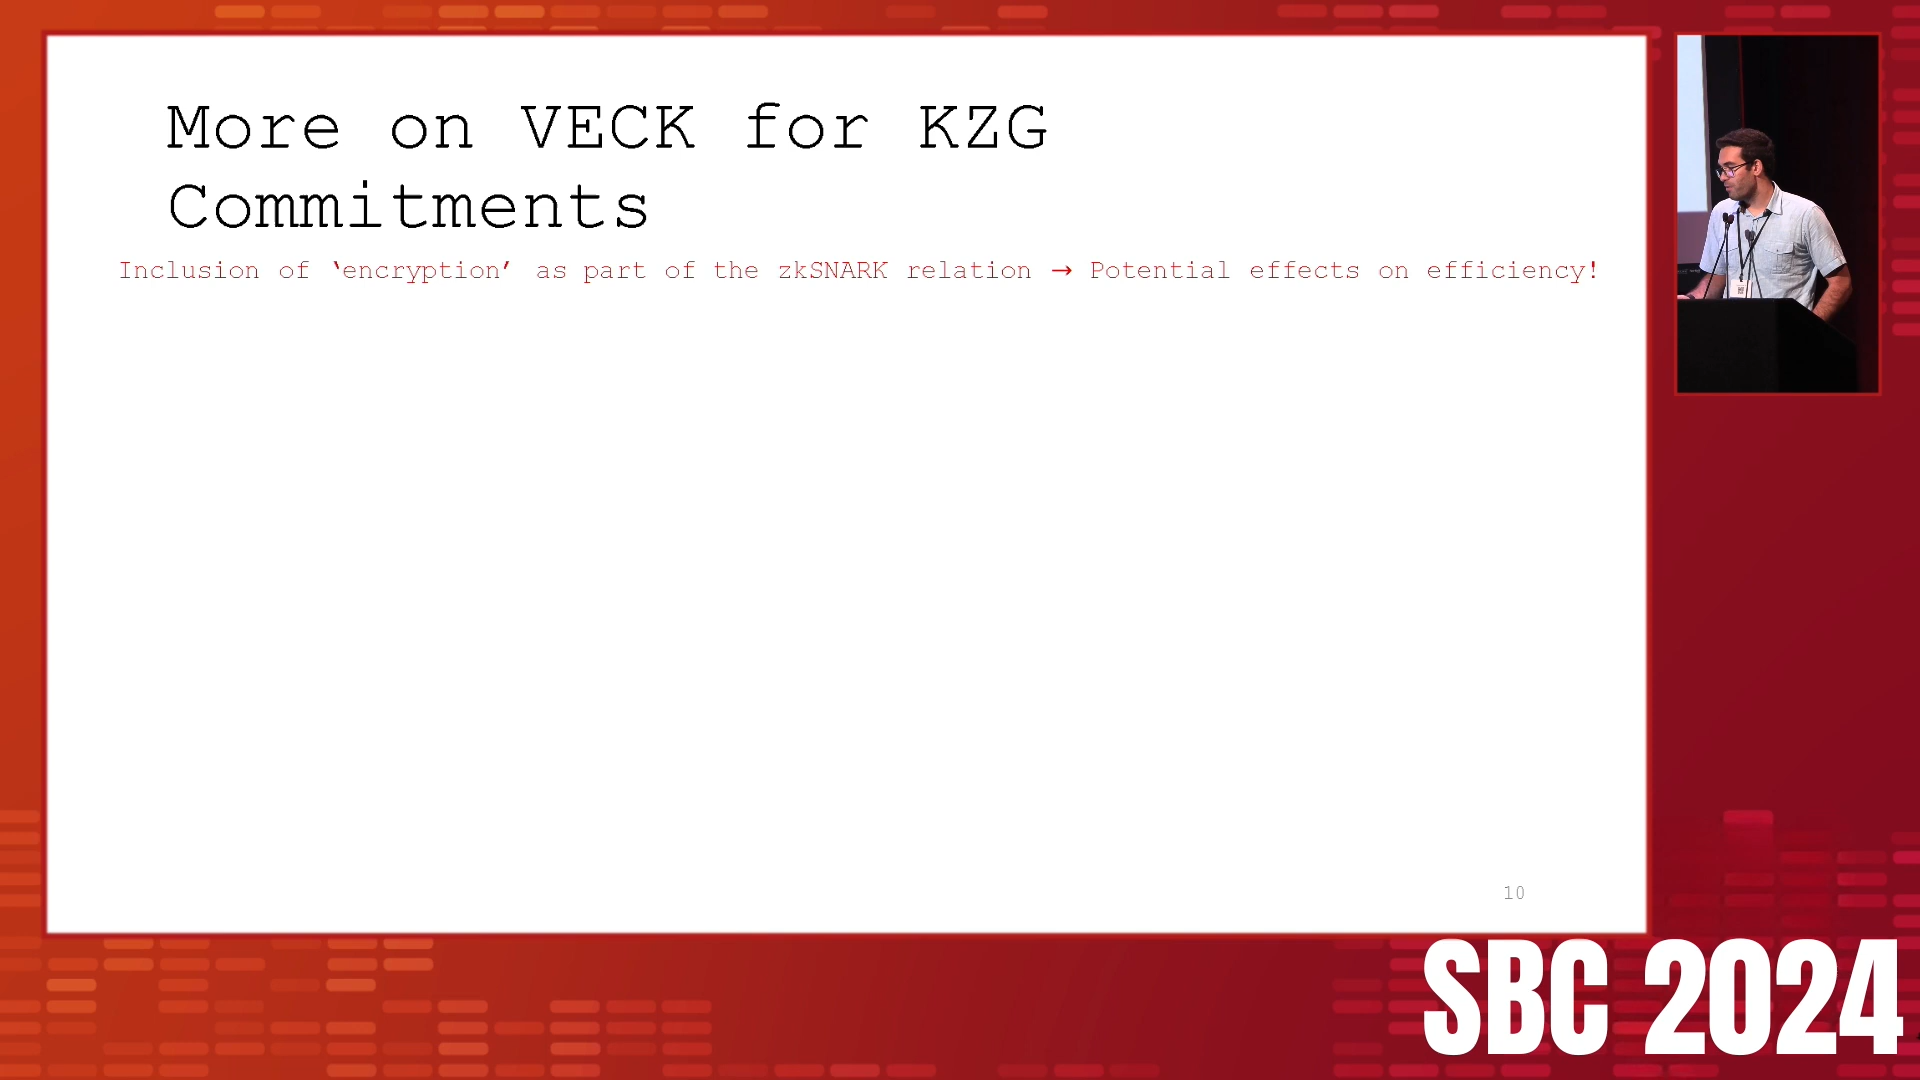 More on VECK for KZG
Commitments
Inclusion of ‘encryption’ as part of the zkSNARK relation → Potential effects on efficiency!
10
SBC 2024